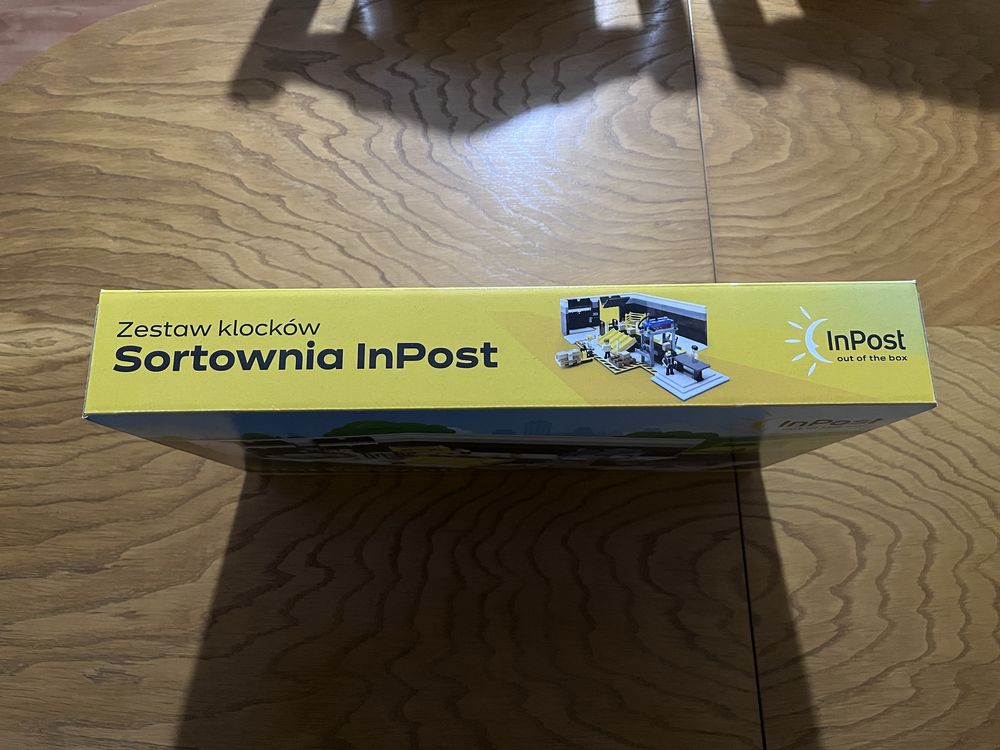 Zestaw klocków
Sortownia InPost
InPost
out of the box
InPost